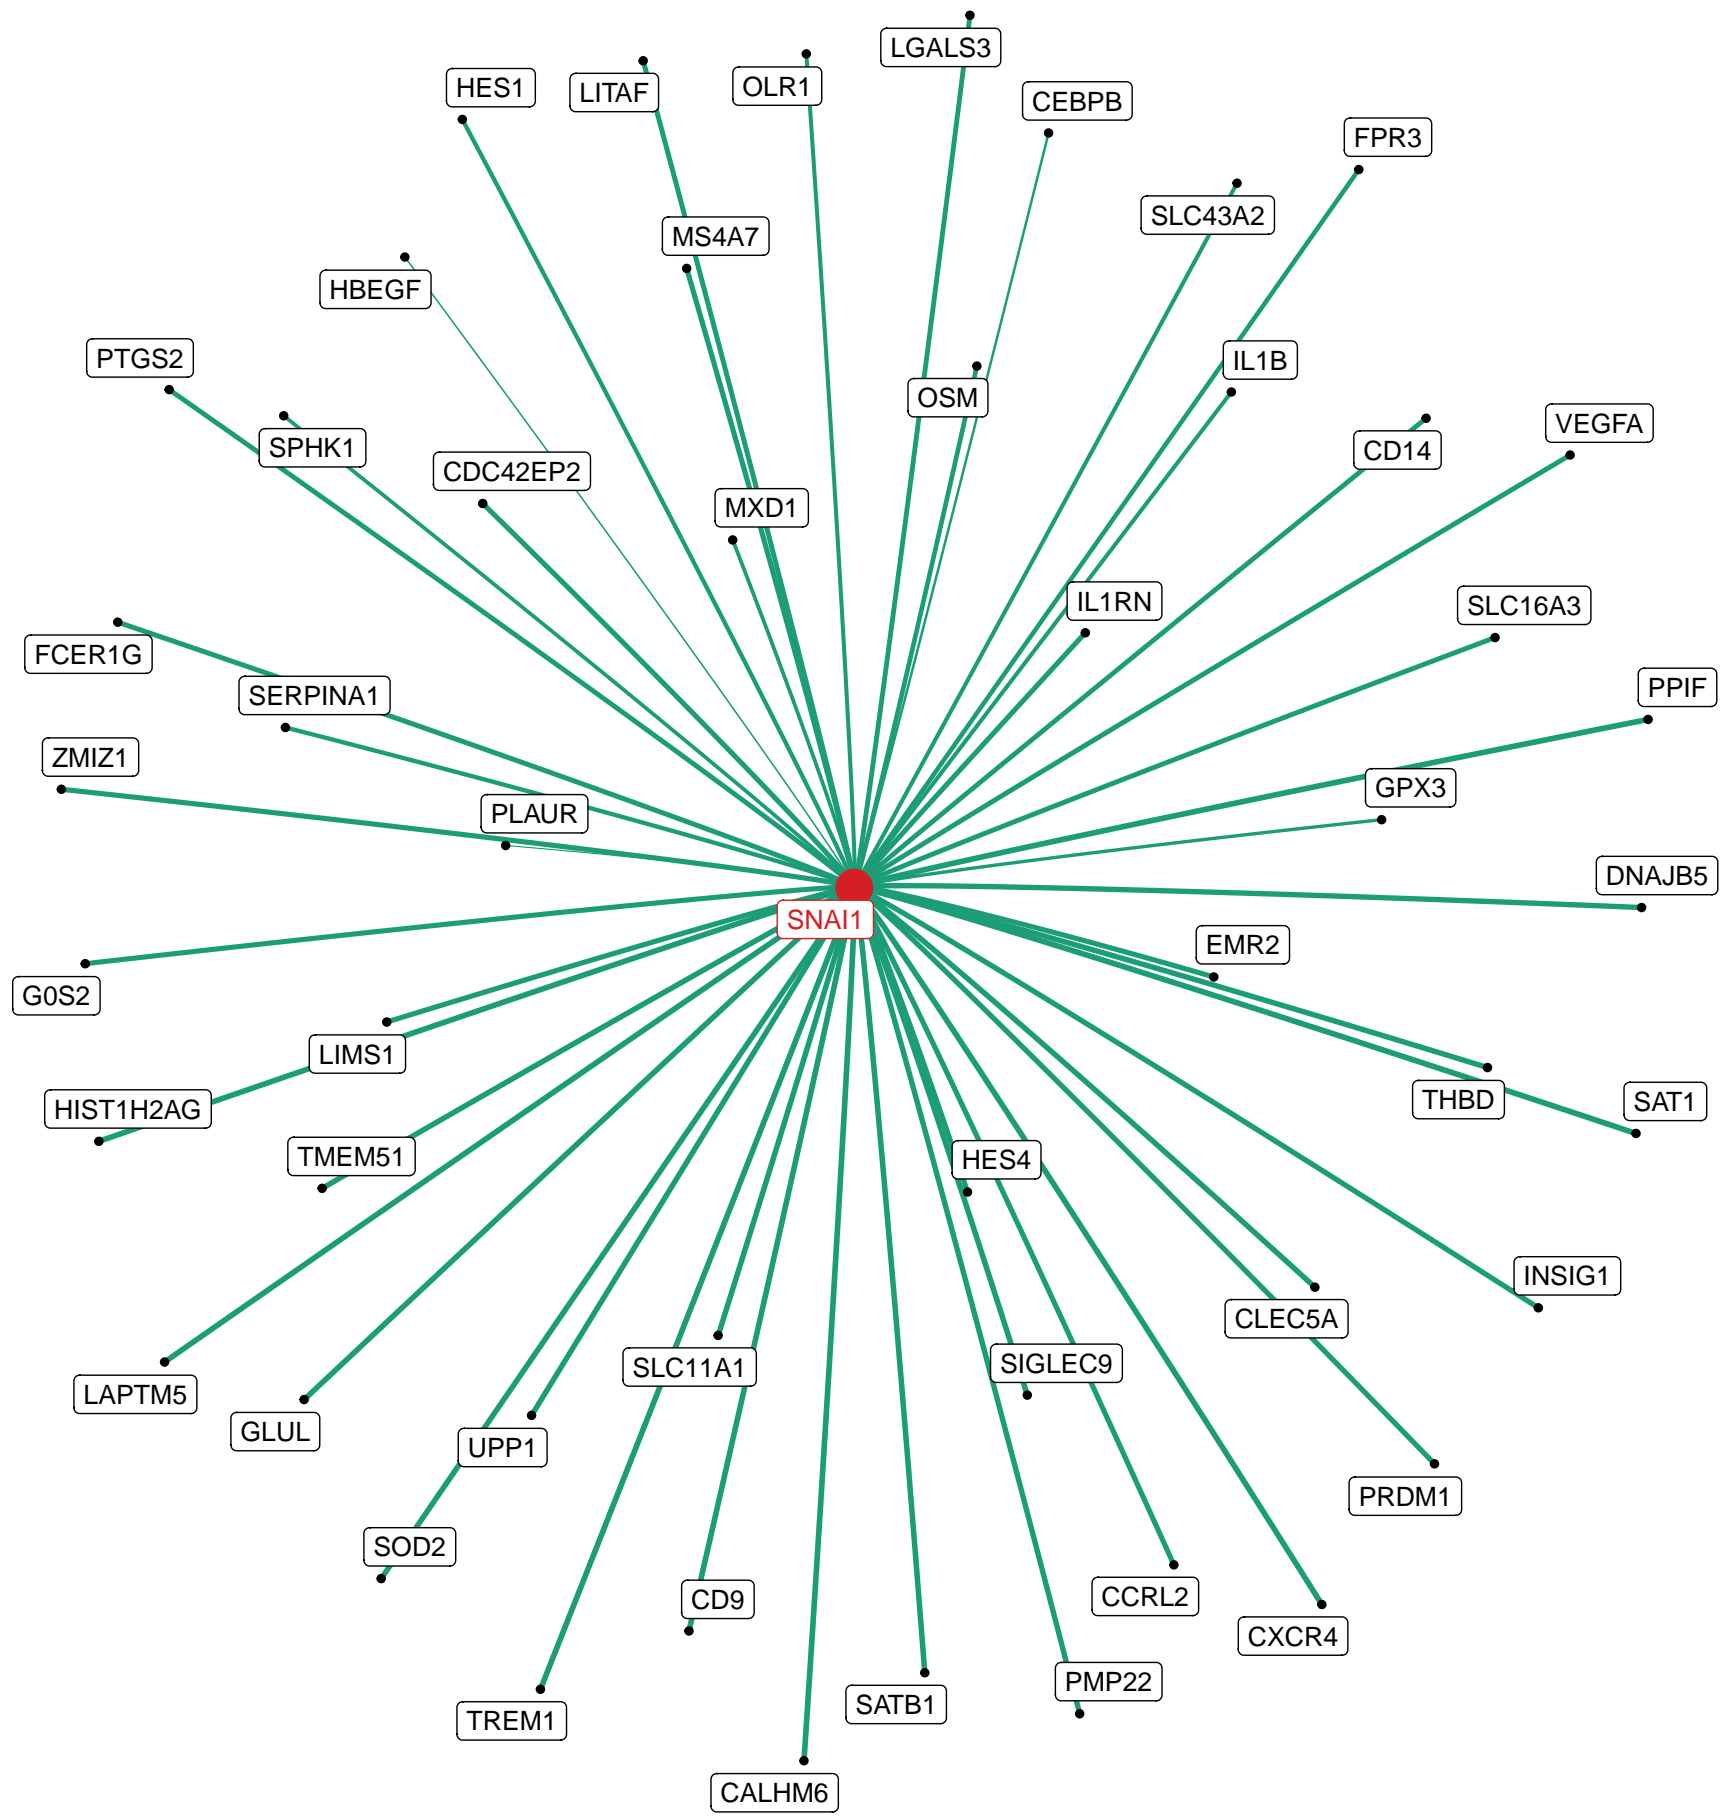 LGALS3
HES1
LITAF
OLR1
CEBPB
FPR3
SLC43A2
MS4A7
HBEGF
PTGS2
IL1B
OSM
VEGFA
SPHK1
CD14
CDC42EP2
MXD1
IL1RN
SLC16A3
FCER1G
SERPINA1
PPIF
ZMIZ1
GPX3
PLAUR
DNAJB5
SNAI1
EMR2
G0S2
LIMS1
THBD
SAT1
HIST1H2AG
TMEM51
HES4
INSIG1
CLEC5A
SIGLEC9
SLC11A1
LAPTM5
GLUL
UPP1
PRDM1
SOD2
CCRL2
CD9
CXCR4
PMP22
SATB1
TREM1
CALHM6